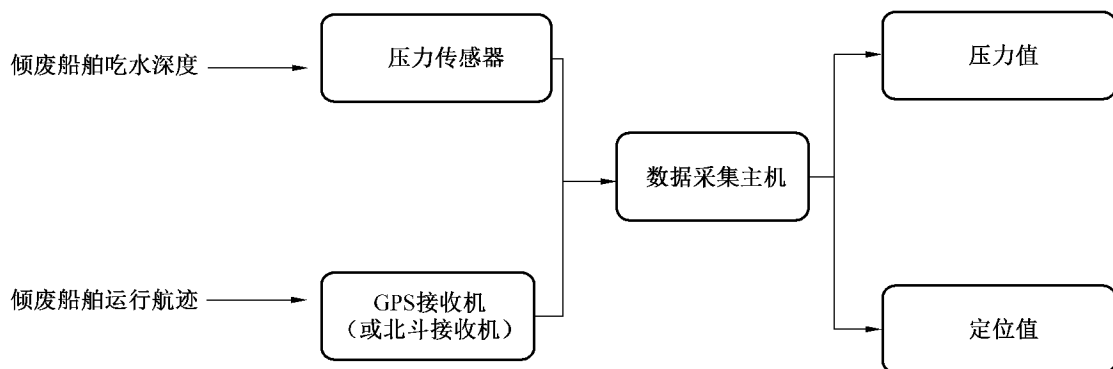 倾废船舶吃水深度
压力传感器
压力值
数据采集主机
倾废船舶运行航迹
GPS接收机
（或北斗接收机）
定位值